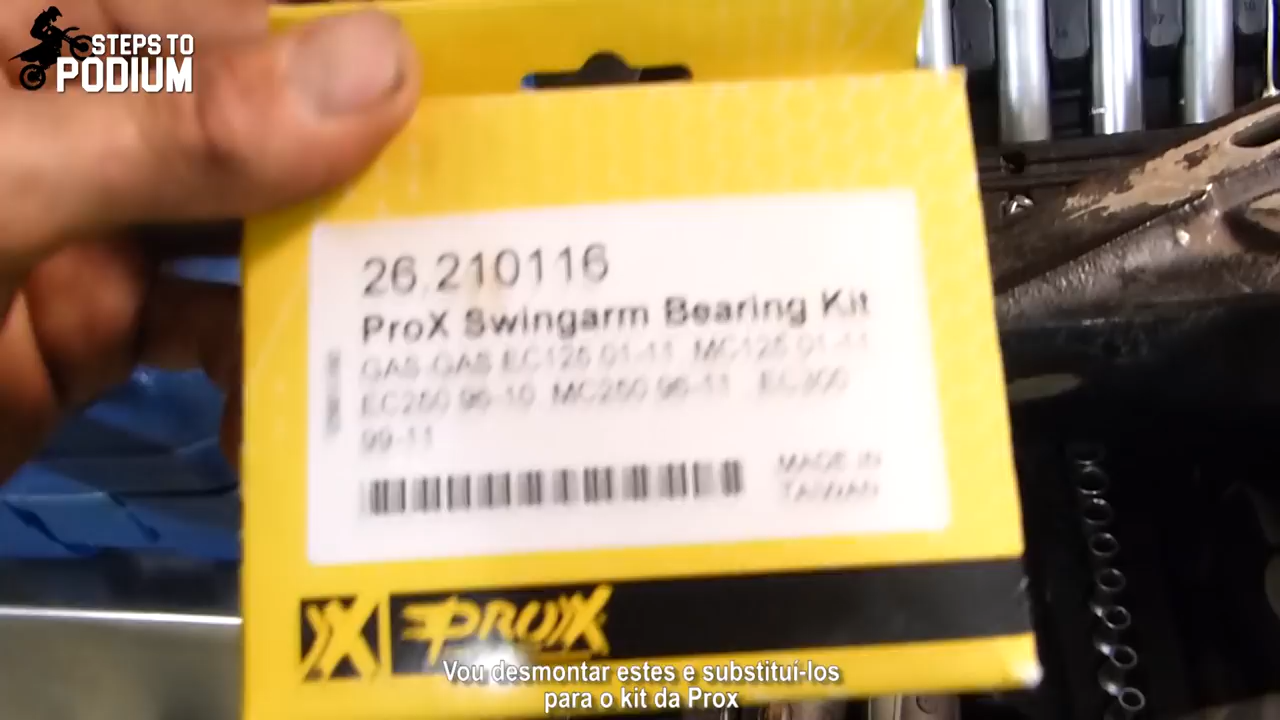 STEPS TO
PODIUM
26.210116
ProX Swingarm Bearing Kit
GAS-GAS EC125 01-11 MC125 01-11
EC250 96-10 MC250 96-11 EC300
99-11
MADE IN
TAIWAN
PROX
Vou desmontar estes e substituí-los
para o kit da Prox